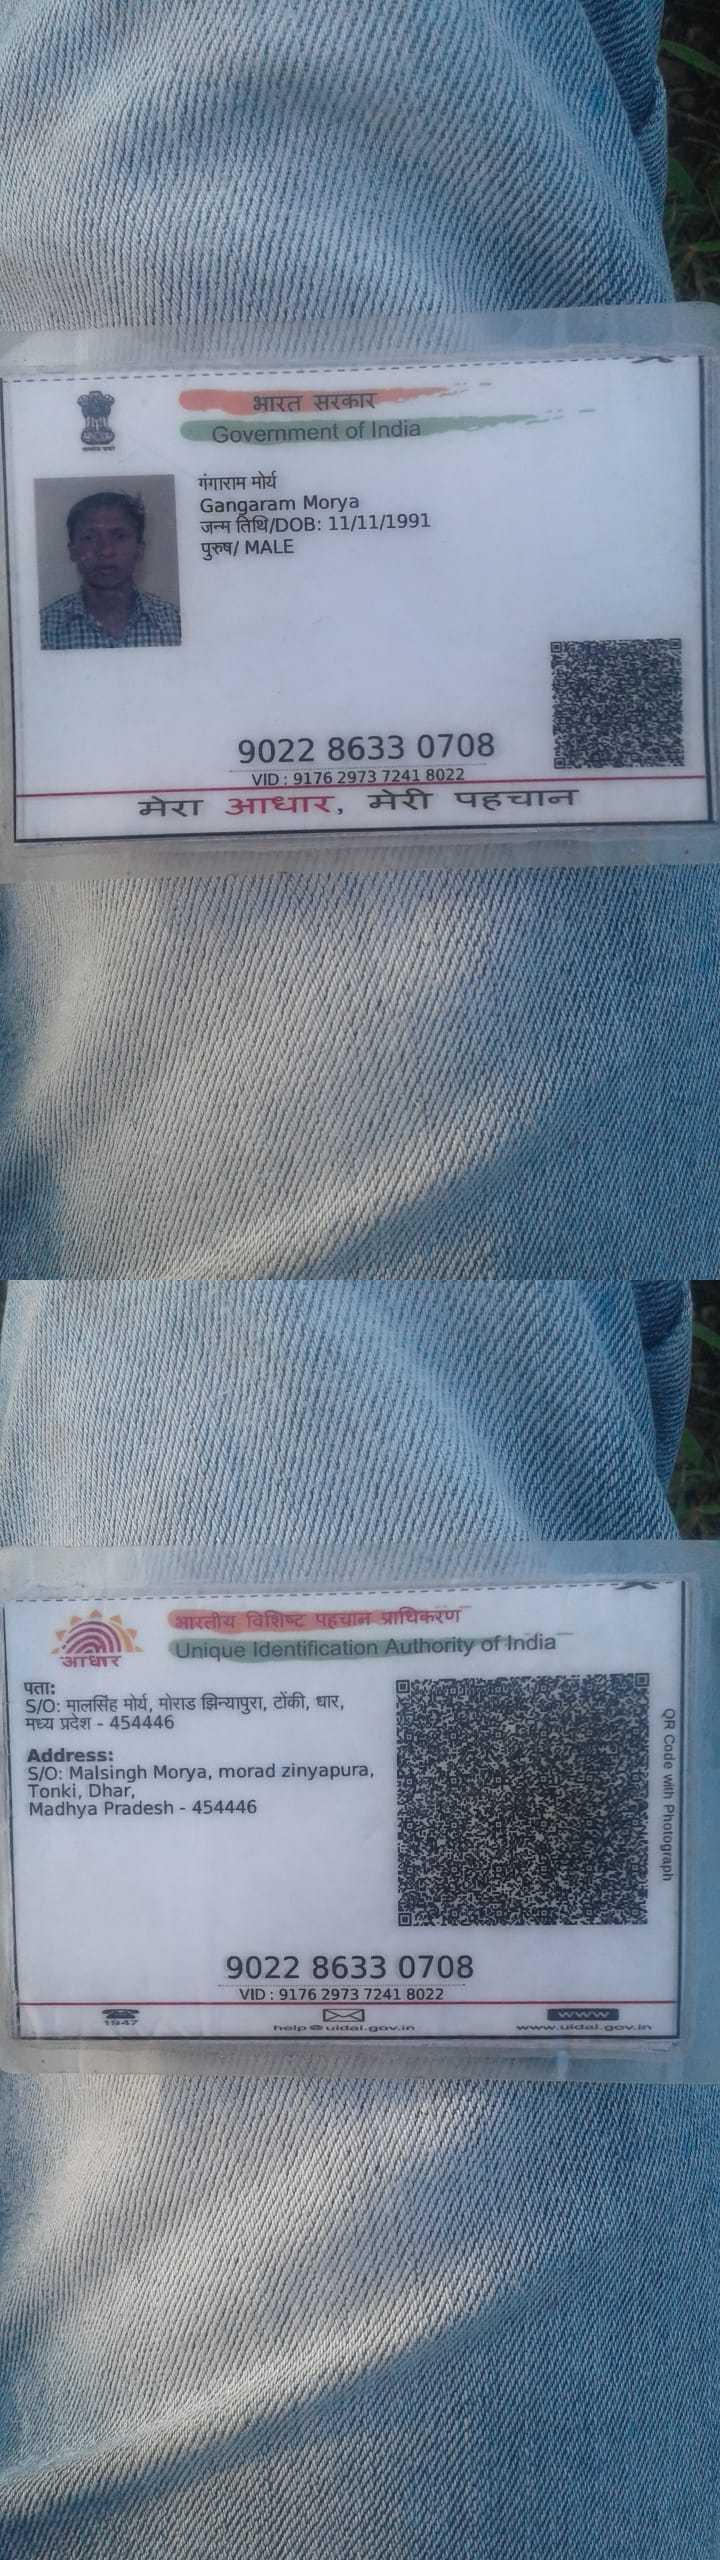 भारत सरकार
Government of India
गंगाराम मोर्य
Gangaram Morya
जन्म तिथि/DOB: 11/11/1991
पुरुष/ MALE
9022 8633 0708
VID : 9176 2973 7241 8022
मेरा आधार, मेरी पहचान
भारतीय विशिष्ट पहचान प्राधिकरण
Unique Identification Authority of India
आधार
पता:
S/O: मालसिंह मोर्य, मोराड झिन्यापुरा, टोंकी, धार,
मध्य प्रदेश - 454446
Address:
S/O: Malsingh Morya, morad zinyapura,
Tonki, Dhar,
Madhya Pradesh - 454446
QR Code with Photograph
9022 8633 0708
VID : 9176 2973 7241 8022
1947
help@uidai.gov.in
www
www.uidai.gov.in